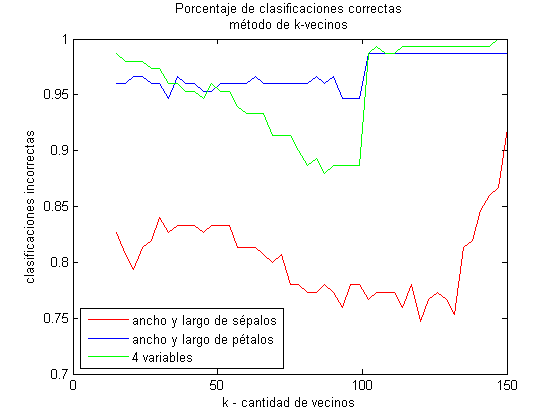 Porcentaje de clasificaciones correctas
método de k-vecinos
1
0.95
0.9
0.85
0.8
0.75
0.7
clasificaciones incorrectas
ancho y largo de sépalos
ancho y largo de pétalos
4 variables
0
50
100
150
k - cantidad de vecinos